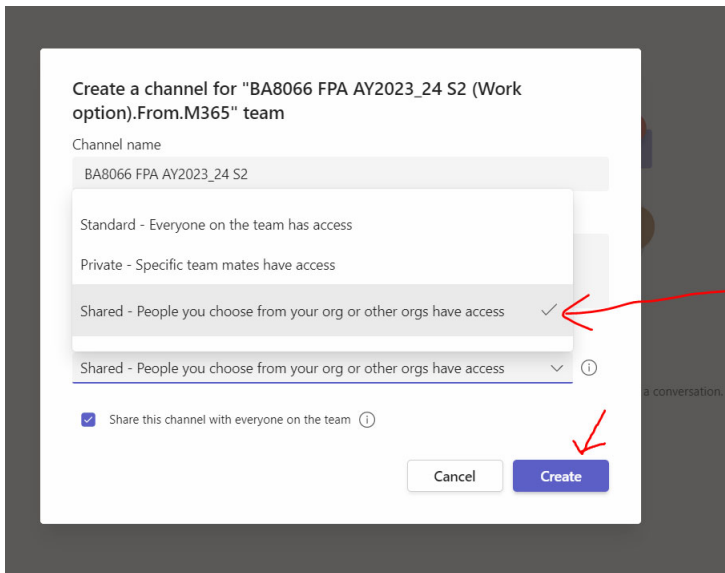 Create a channel for "BA8066 FPA AY2023_24 S2 (Work
option).From.M365" team
Channel name
BA8066 FPA AY2023_24 S2
Standard - Everyone on the team has access
Private - Specific team mates have access
Shared - People you choose from your org or other orgs have access
Shared - People you choose from your org or other orgs have access
a conversation.
Share this channel with everyone on the team
Cancel
Create